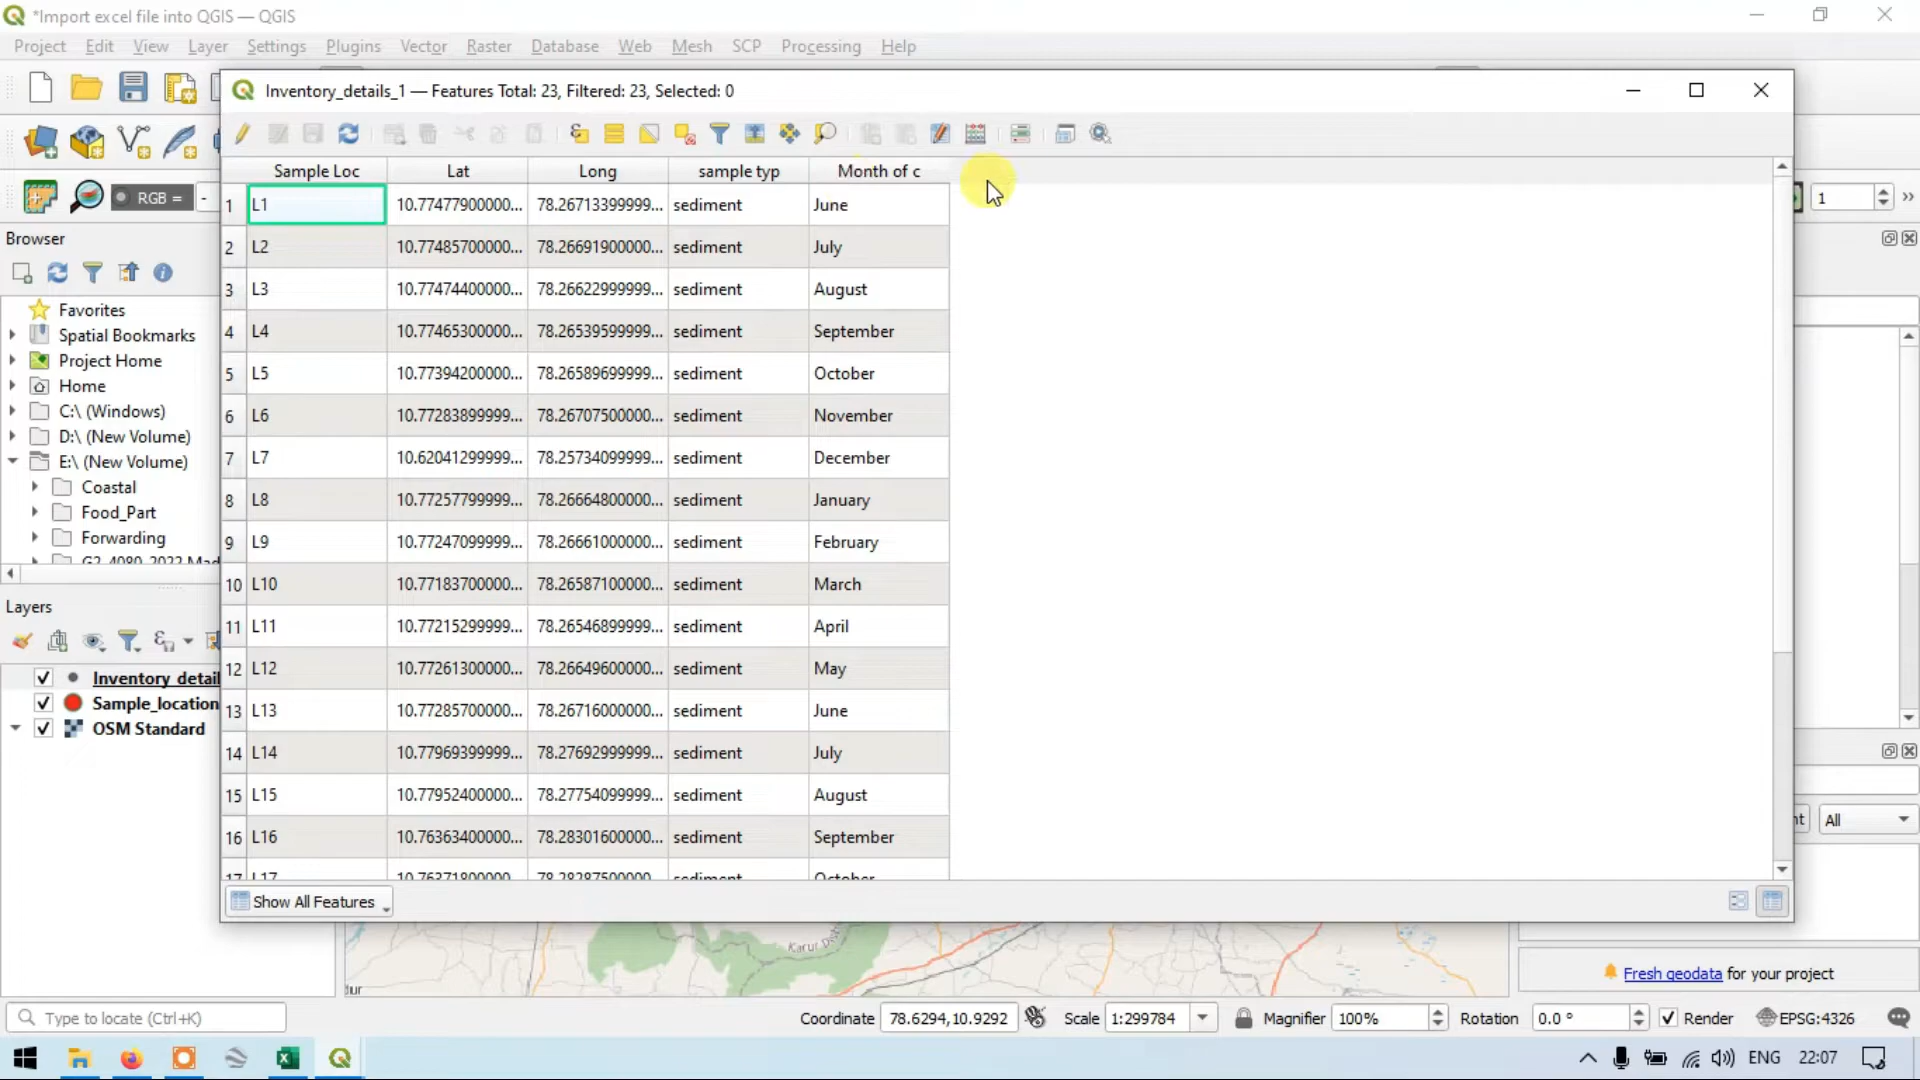 *Import excel file into QGIS — QGIS
Project Edit View Layer Settings Plugins Vector Raster Database Web Mesh SCP Processing Help
Inventory_details_1 — Features Total: 23, Filtered: 23, Selected: 0
Sample Loc Lat Long sample typ Month of c
1 L1 10.77477900000... 78.26713399999... sediment June
2 L2 10.77485700000... 78.26691900000... sediment July
3 L3 10.77474400000... 78.26622999999... sediment August
4 L4 10.77465300000... 78.26539599999... sediment September
5 L5 10.77394200000... 78.26589699999... sediment October
6 L6 10.77283899999... 78.26707500000... sediment November
7 L7 10.62041299999... 78.25734099999... sediment December
8 L8 10.77257799999... 78.26664800000... sediment January
9 L9 10.77247099999... 78.26661000000... sediment February
10 L10 10.77183700000... 78.26587100000... sediment March
11 L11 10.77215299999... 78.26546899999... sediment April
12 L12 10.77261300000... 78.26649600000... sediment May
13 L13 10.77285700000... 78.26716000000... sediment June
14 L14 10.77969399999... 78.27692999999... sediment July
15 L15 10.77952400000... 78.27754099999... sediment August
16 L16 10.76363400000... 78.28301600000... sediment September
17 L17 10.76371800000... 78.28287500000... sediment October
Show All Features
RGB = -
1
Browser
Favorites
Spatial Bookmarks
Project Home
Home
C:\ (Windows)
D:\ (New Volume)
E:\ (New Volume)
Coastal
Food_Part
Forwarding
Layers
Inventory_detail
Sample_location
OSM Standard
All
Karur
Fresh geodata for your project
Type to locate (Ctrl+K)
Coordinate 78.6294,10.9292 Scale 1:299784 Magnifier 100% Rotation 0.0 ° Render EPSG:4326
ENG 22:07